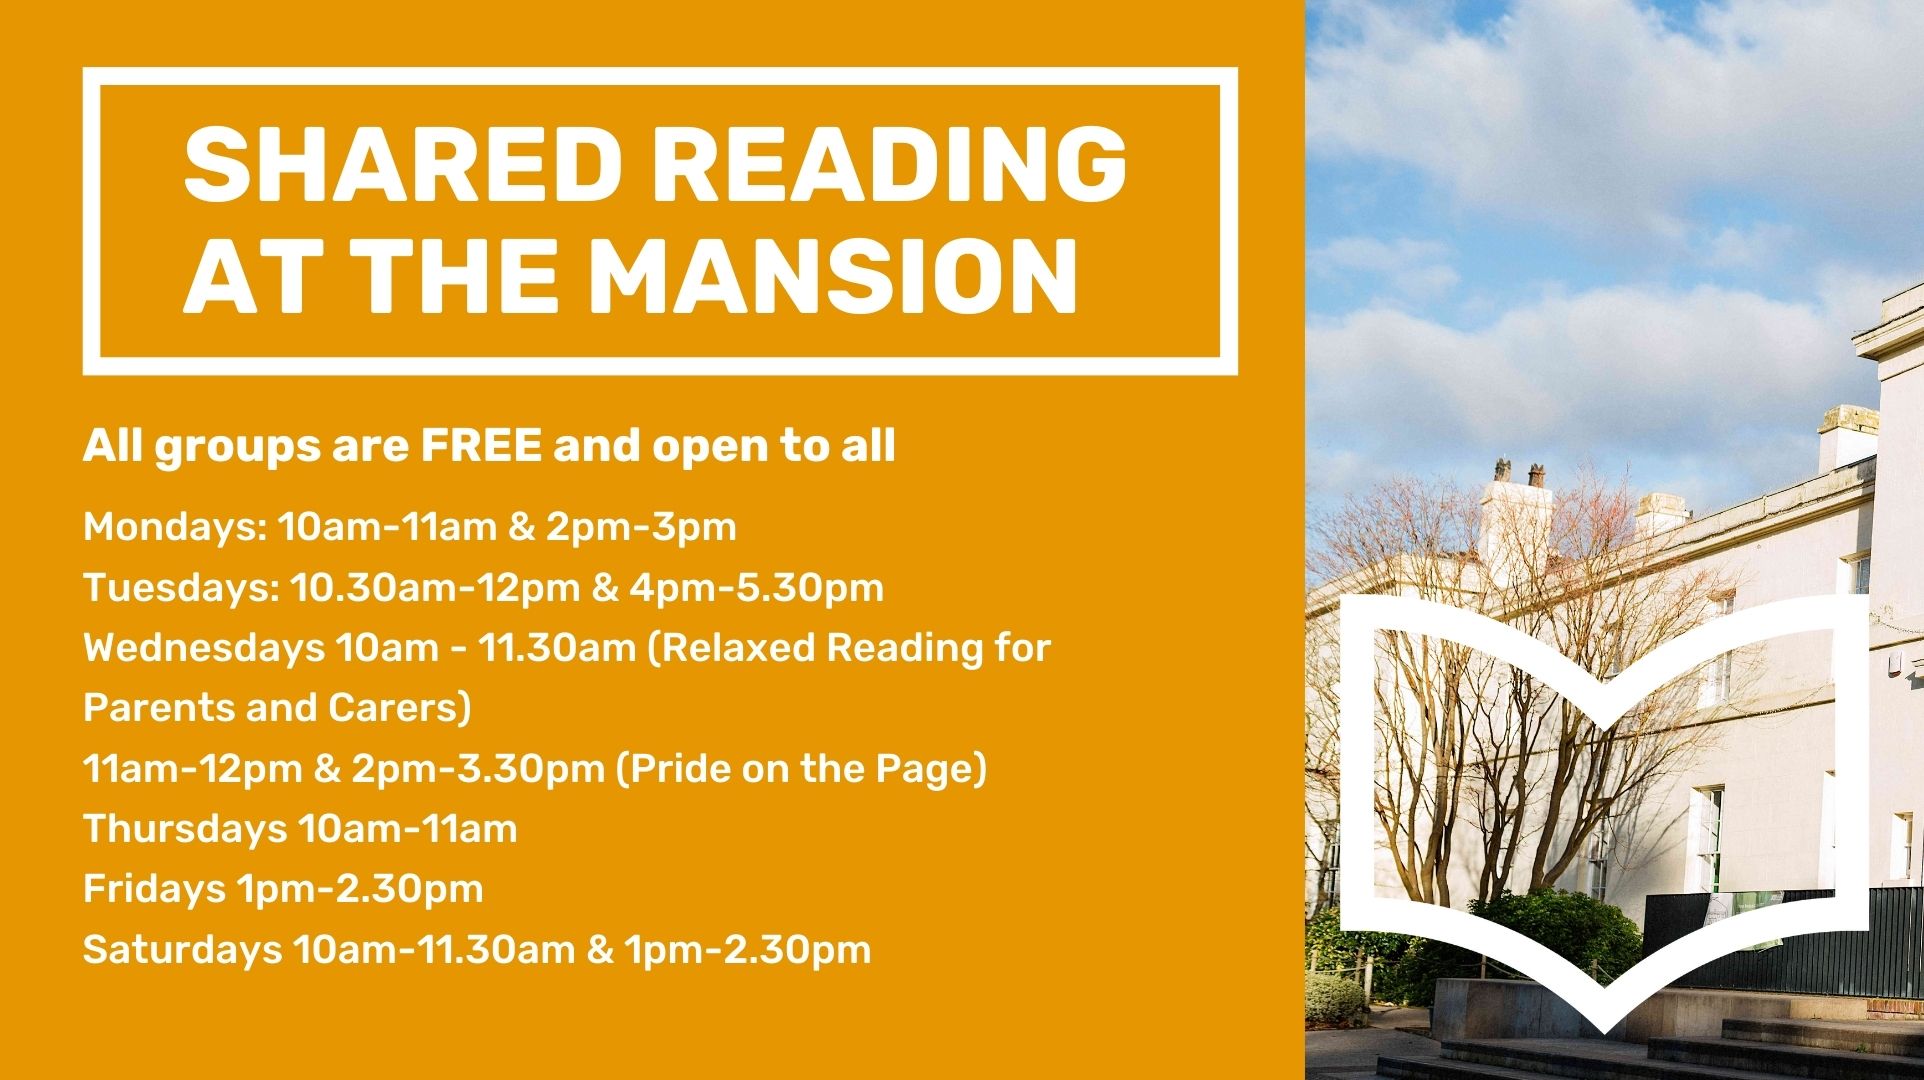 SHARED READING
AT THE MANSION
All groups are FREE and open to all
Mondays: 10am-11am & 2pm-3pm
Tuesdays: 10.30am-12pm & 4pm-5.30pm
Wednesdays 10am - 11.30am (Relaxed Reading for
Parents and Carers)
11am-12pm & 2pm-3.30pm (Pride on the Page)
Thursdays 10am-11am
Fridays 1pm-2.30pm
Saturdays 10am-11.30am & 1pm-2.30pm